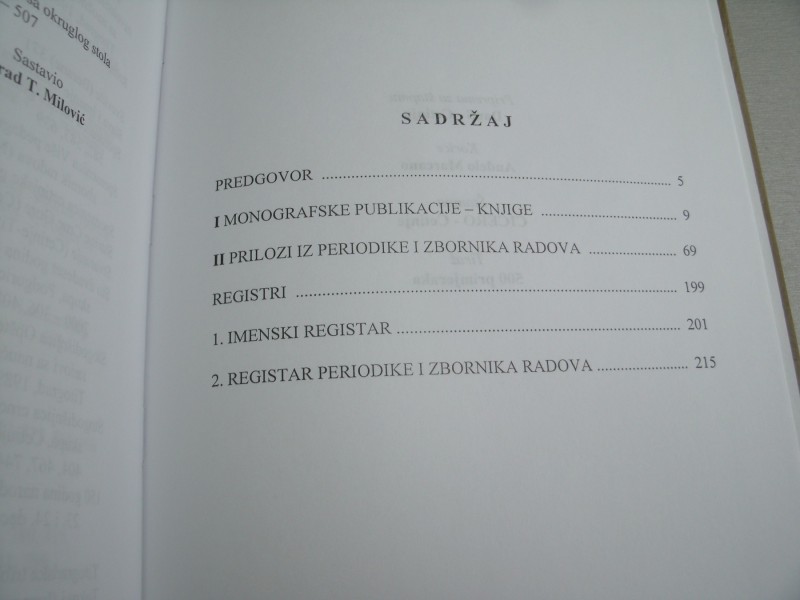 sa okruglog stola
– 507
Sastavio
rad T. Milović
SADRŽAJ
PREDGOVOR ........ 5
I MONOGRAFSKE PUBLIKACIJE – KNJIGE ........ 9
II PRILOZI IZ PERIODIKE I ZBORNIKA RADOVA ........ 69
REGISTRI ........ 199
1. IMENSKI REGISTAR ........ 201
2. REGISTAR PERIODIKE I ZBORNIKA RADOVA ........ 215